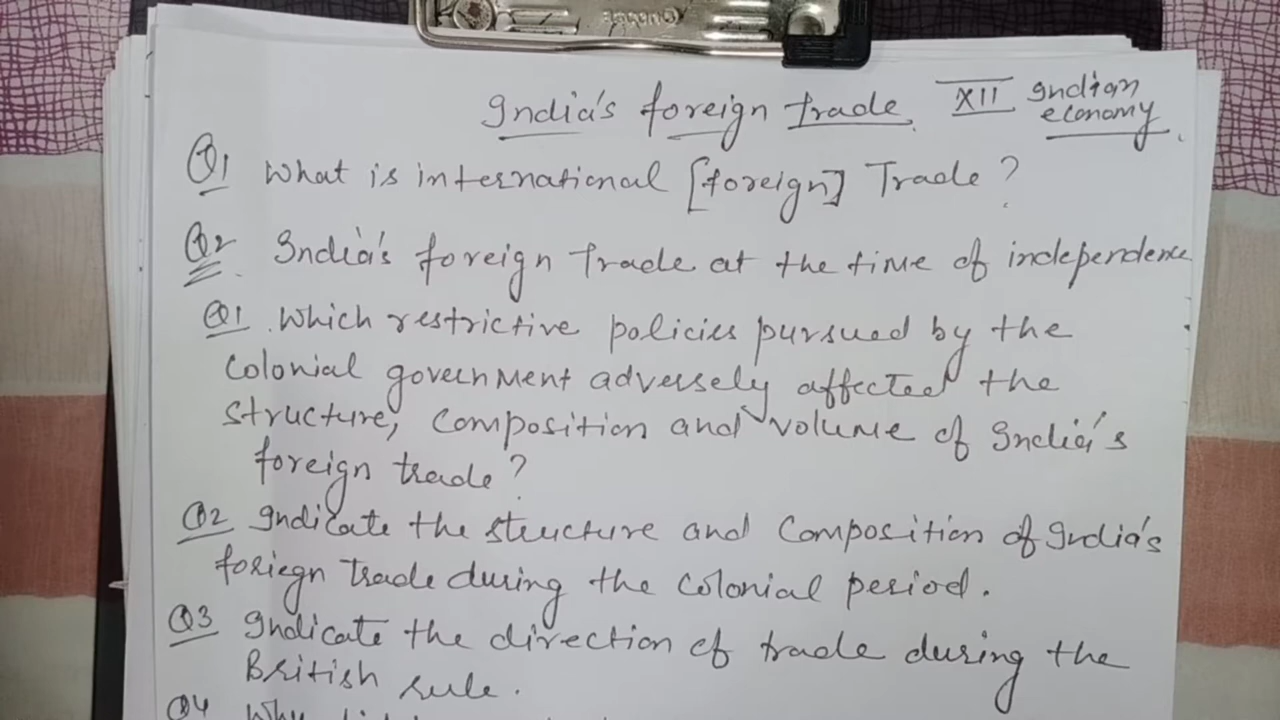 India's foreign trade. XII Indian
economy.
Q1 What is international [foreign] Trade?
Q2. India's foreign Trade at the time of independence
Q1. Which restrictive policies pursued by the
Colonial government adversely affected the
structure, composition and volume of India's
foreign trade?
Q2 Indicate the structure and Composition of India's
foriegn Trade during the Colonial period.
Q3 Indicate the direction of trade during the
British rule.
Q4 Why did